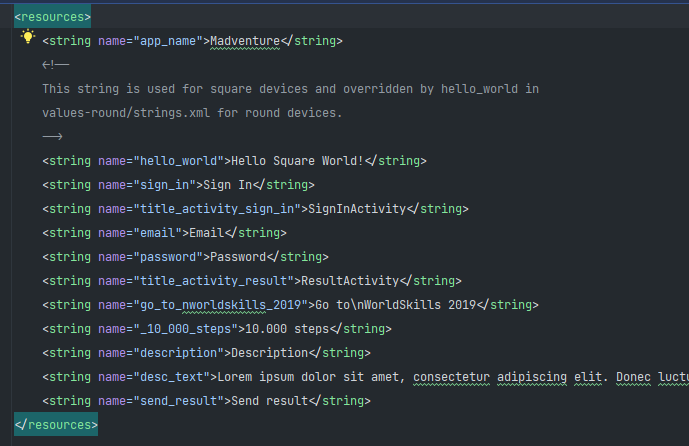 <resources>
<string name="app_name">Madventure</string>
<!--
This string is used for square devices and overridden by hello_world in
values-round/strings.xml for round devices.
-->
<string name="hello_world">Hello Square World!</string>
<string name="sign_in">Sign In</string>
<string name="title_activity_sign_in">SignInActivity</string>
<string name="email">Email</string>
<string name="password">Password</string>
<string name="title_activity_result">ResultActivity</string>
<string name="go_to_nworldskills_2019">Go to\nWorldSkills 2019</string>
<string name="_10_000_steps">10.000 steps</string>
<string name="description">Description</string>
<string name="desc_text">Lorem ipsum dolor sit amet, consectetur adipiscing elit. Donec luctu
<string name="send_result">Send result</string>
</resources>